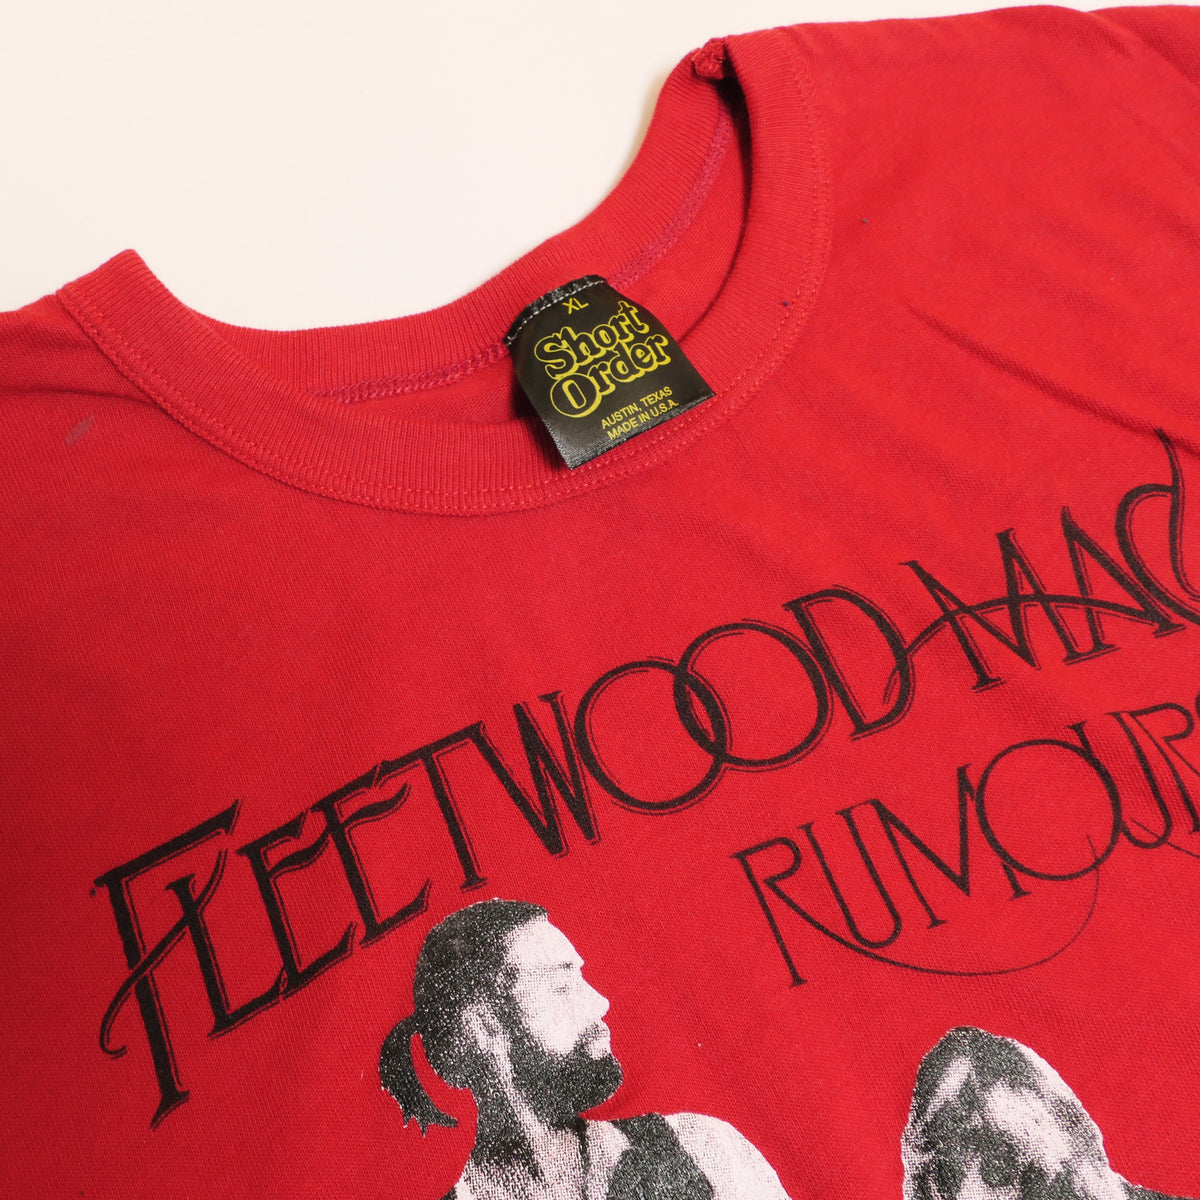 XL
Short
Order
AUSTIN, TEXAS
MADE IN U.S.A.
FLEETWOOD MAC
RUMOURS